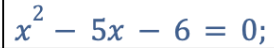 x² − 5x − 6 = 0;